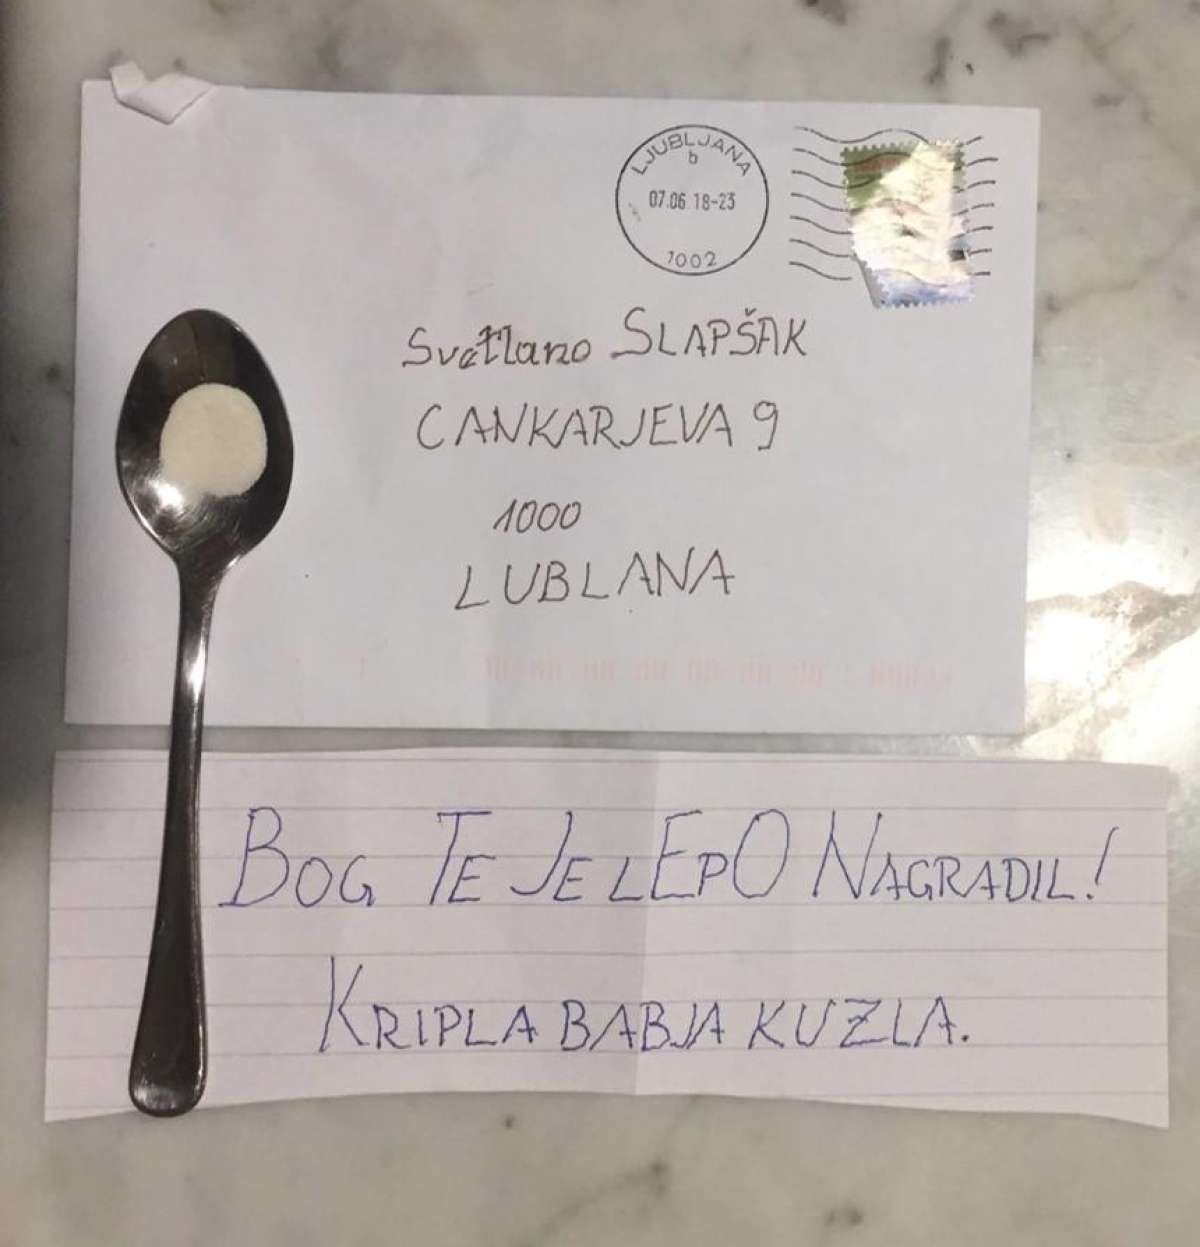 LJUBLJANA
b
07.06 18-23
1002
Svetlano SLAPŠAK
CANKARJEVA 9
1000
LUBLANA
BOG TE JE LEPO NAGRADIL!
KRIPLA BABJA KUZLA.